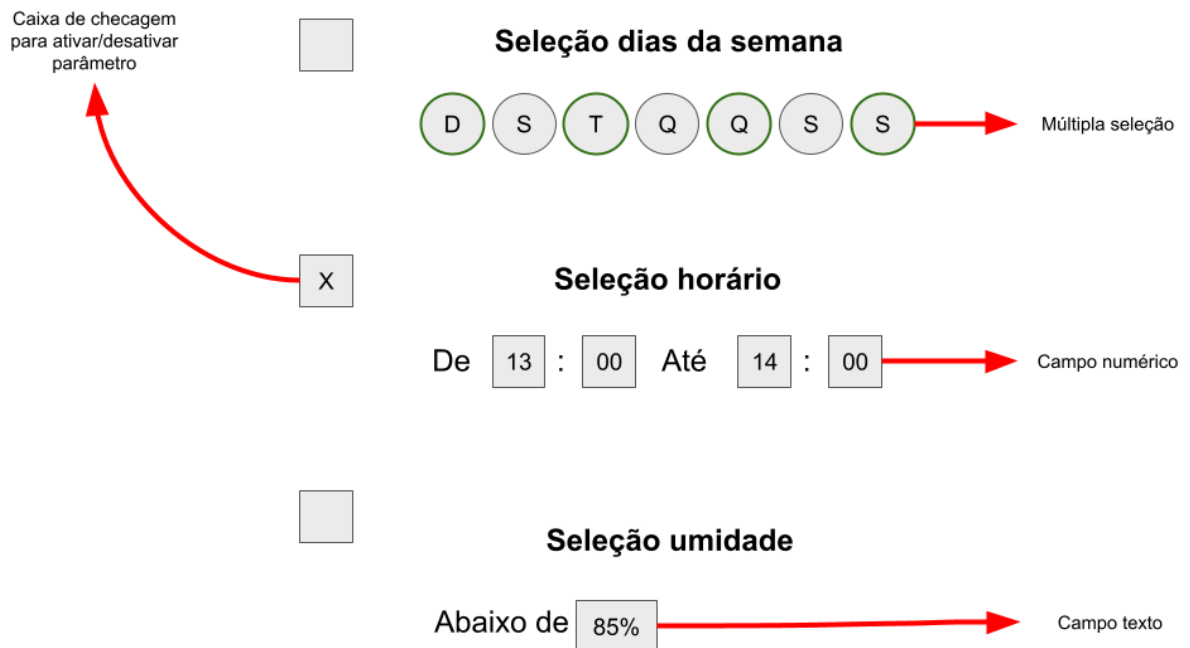 Caixa de checagem
para ativar/desativar
parâmetro
Seleção dias da semana
D S T Q Q S S
Múltipla seleção
X
Seleção horário
De 13 : 00 Até 14 : 00
Campo numérico
Seleção umidade
Abaixo de 85%
Campo texto